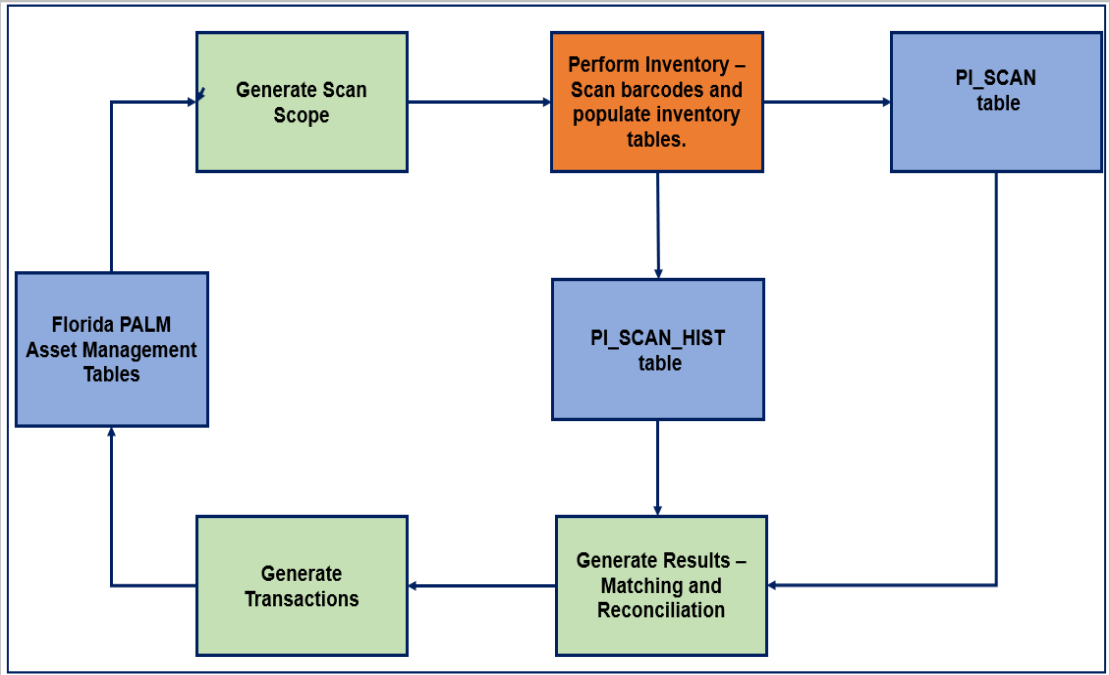 Generate Scan
Scope
Perform Inventory –
Scan barcodes and
populate inventory
tables.
PI_SCAN
table
Florida PALM
Asset Management
Tables
PI_SCAN_HIST
table
Generate
Transactions
Generate Results –
Matching and
Reconciliation